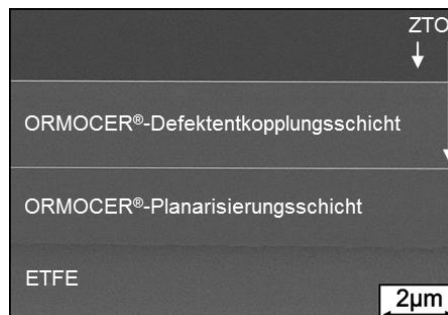 ZTO
ORMOCER®-Defektentkopplungsschicht
ORMOCER®-Planarisierungsschicht
ETFE
2µm